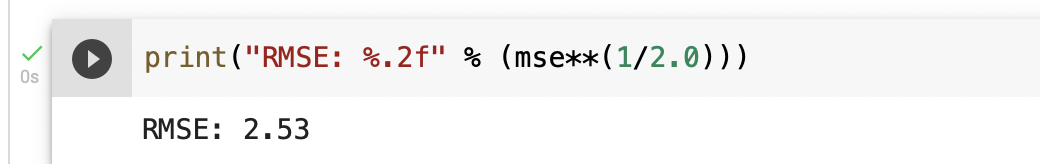 print("RMSE: %.2f" % (mse**(1/2.0)))
0s
RMSE: 2.53